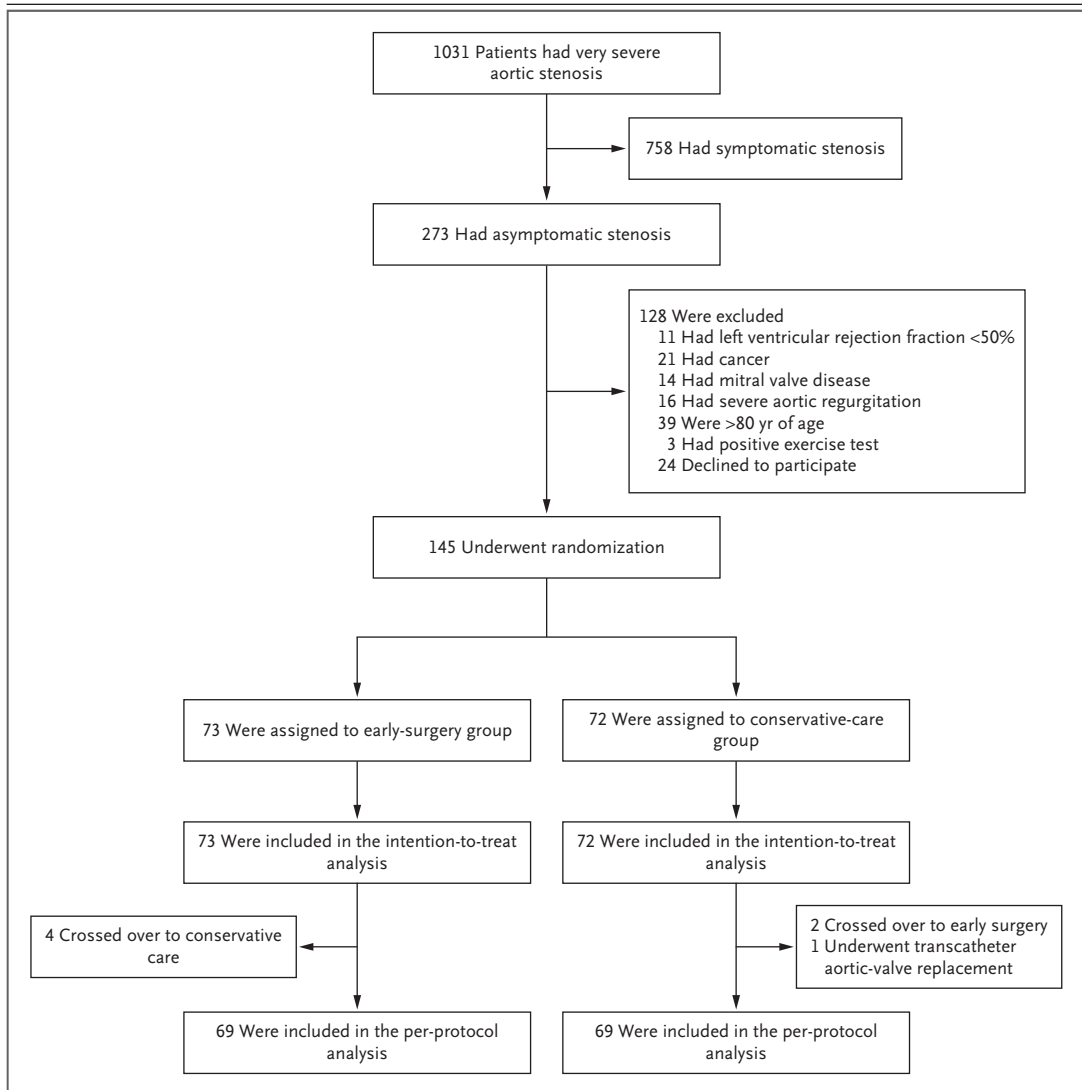 1031 Patients had very severe
aortic stenosis
758 Had symptomatic stenosis
273 Had asymptomatic stenosis
128 Were excluded
11 Had left ventricular rejection fraction <50%
21 Had cancer
14 Had mitral valve disease
16 Had severe aortic regurgitation
39 Were >80 yr of age
3 Had positive exercise test
24 Declined to participate
145 Underwent randomization
73 Were assigned to early-surgery group
72 Were assigned to conservative-care
group
73 Were included in the intention-to-treat
analysis
72 Were included in the intention-to-treat
analysis
4 Crossed over to conservative
care
2 Crossed over to early surgery
1 Underwent transcatheter
aortic-valve replacement
69 Were included in the per-protocol
analysis
69 Were included in the per-protocol
analysis